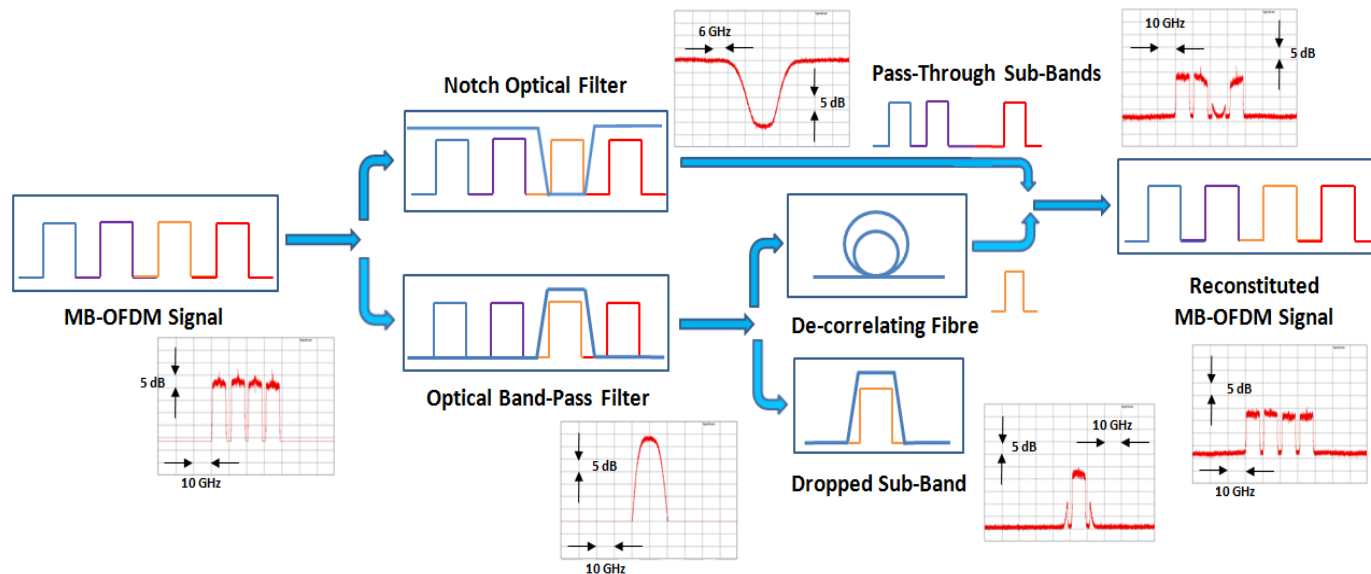 6 GHz
5 dB
10 GHz
5 dB
Notch Optical Filter
Pass-Through Sub-Bands
MB-OFDM Signal
5 dB
10 GHz
Optical Band-Pass Filter
5 dB
10 GHz
De-correlating Fibre
Dropped Sub-Band
10 GHz
5 dB
Reconstituted
MB-OFDM Signal
5 dB
10 GHz